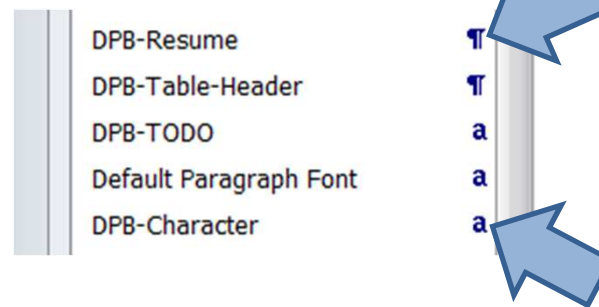 DPB-Resume ¶
DPB-Table-Header ¶
DPB-TODO a
Default Paragraph Font a
DPB-Character a